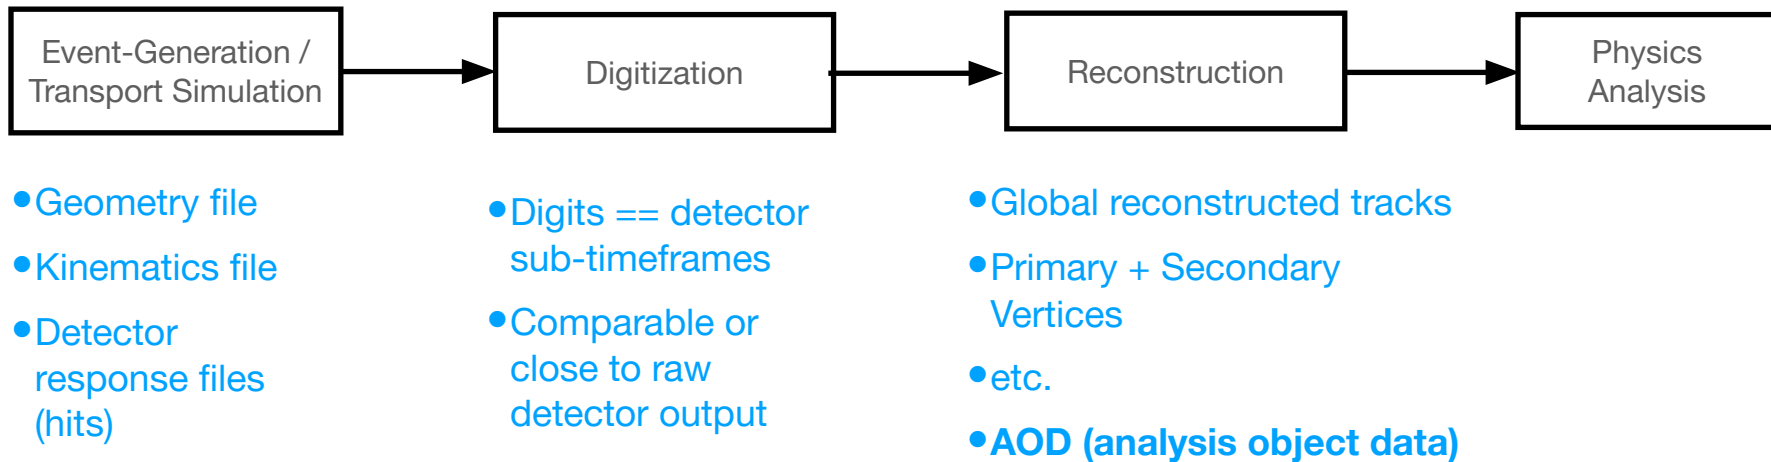 Event-Generation /
Transport Simulation
Digitization
Reconstruction
Physics
Analysis
•Geometry file
•Kinematics file
•Detector
response files
(hits)
•Digits == detector
sub-timeframes
•Comparable or
close to raw
detector output
•Global reconstructed tracks
•Primary + Secondary
Vertices
•etc.
•AOD (analysis object data)